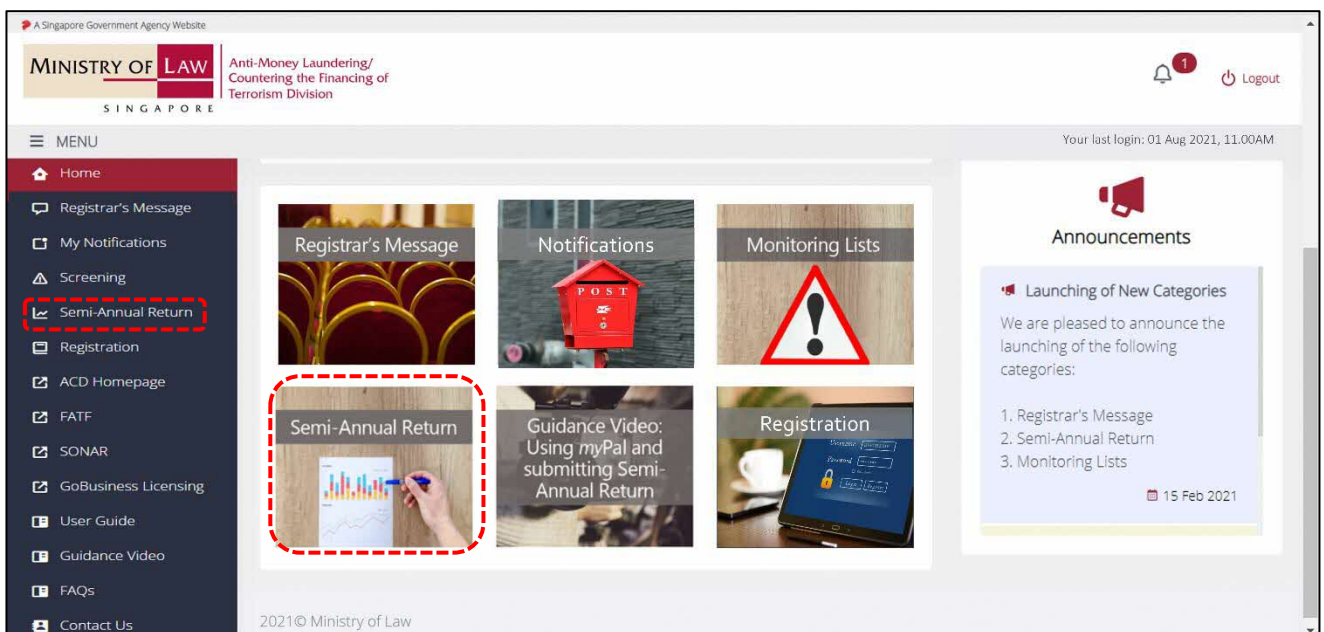 A Singapore Government Agency Website
MINISTRY OF LAW
SINGAPORE
Anti-Money Laundering/
Countering the Financing of
Terrorism Division
1
Logout
MENU
Your last login: 01 Aug 2021, 11.00AM
Home
Registrar's Message
My Notifications
Screening
Semi-Annual Return
Registration
ACD Homepage
FATF
SONAR
GoBusiness Licensing
User Guide
Guidance Video
FAQs
Contact Us
Registrar's Message
Notifications
POST
Monitoring Lists
Semi-Annual Return
Guidance Video:
Using myPal and
submitting Semi-
Annual Return
Registration
Username
Password
Announcements
Launching of New Categories
We are pleased to announce the
launching of the following
categories:
1. Registrar's Message
2. Semi-Annual Return
3. Monitoring Lists
15 Feb 2021
2021© Ministry of Law